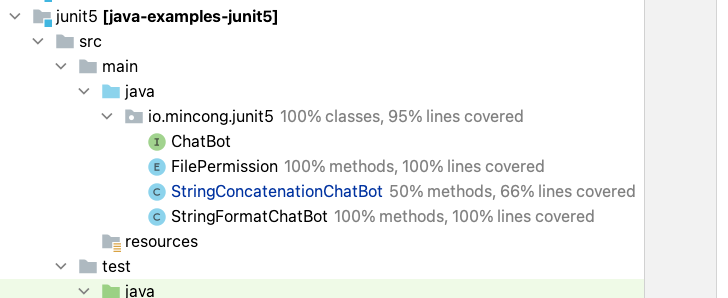 junit5 [java-examples-junit5]
src
main
java
io.mincong.junit5 100% classes, 95% lines covered
I ChatBot
E FilePermission 100% methods, 100% lines covered
C StringConcatenationChatBot 50% methods, 66% lines covered
C StringFormatChatBot 100% methods, 100% lines covered
resources
test
java